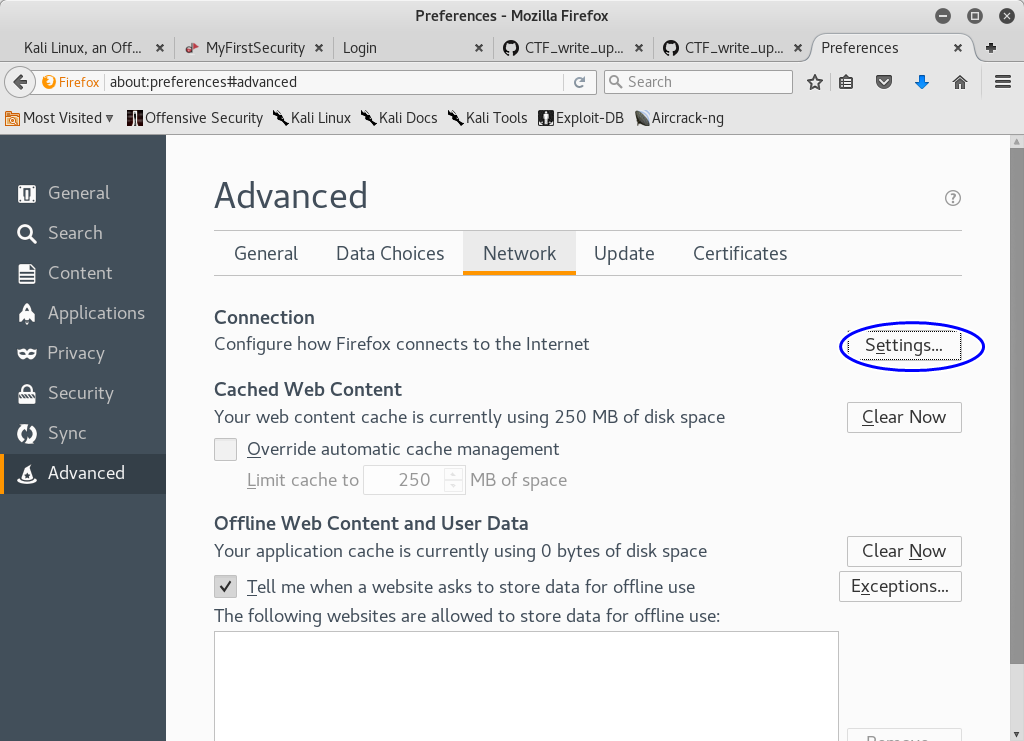 Preferences - Mozilla Firefox
Kali Linux, an Off...
MyFirstSecurity
Login
CTF_write_up...
CTF_write_up...
Preferences
Firefox
about:preferences#advanced
Search
Most Visited
Offensive Security
Kali Linux
Kali Docs
Kali Tools
Exploit-DB
Aircrack-ng
General
Search
Content
Applications
Privacy
Security
Sync
Advanced
Advanced
?
General
Data Choices
Network
Update
Certificates
Connection
Configure how Firefox connects to the Internet
Settings...
Cached Web Content
Your web content cache is currently using 250 MB of disk space
Clear Now
Override automatic cache management
Limit cache to 250 MB of space
Offline Web Content and User Data
Your application cache is currently using 0 bytes of disk space
Clear Now
Tell me when a website asks to store data for offline use
Exceptions...
The following websites are allowed to store data for offline use: